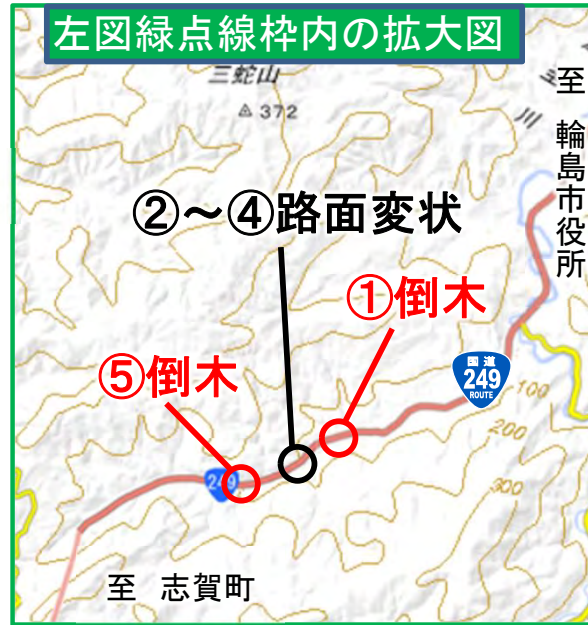 左図緑点線枠内の拡大図
三蛇山
372
川
至 輪島市役所
②～④路面変状
①倒木
⑤倒木
国道
249
ROUTE
100
200
300
249
至 志賀町